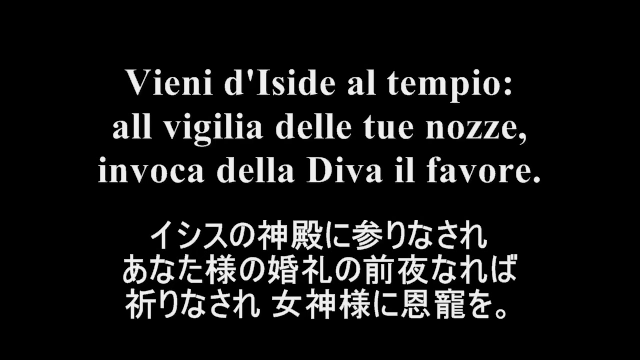 Vieni d'Iside al tempio:
all vigilia delle tue nozze,
invoca della Diva il favore.
イシスの神殿に参りなされ
あなた様の婚礼の前夜なれば
祈りなされ 女神様に恩寵を。